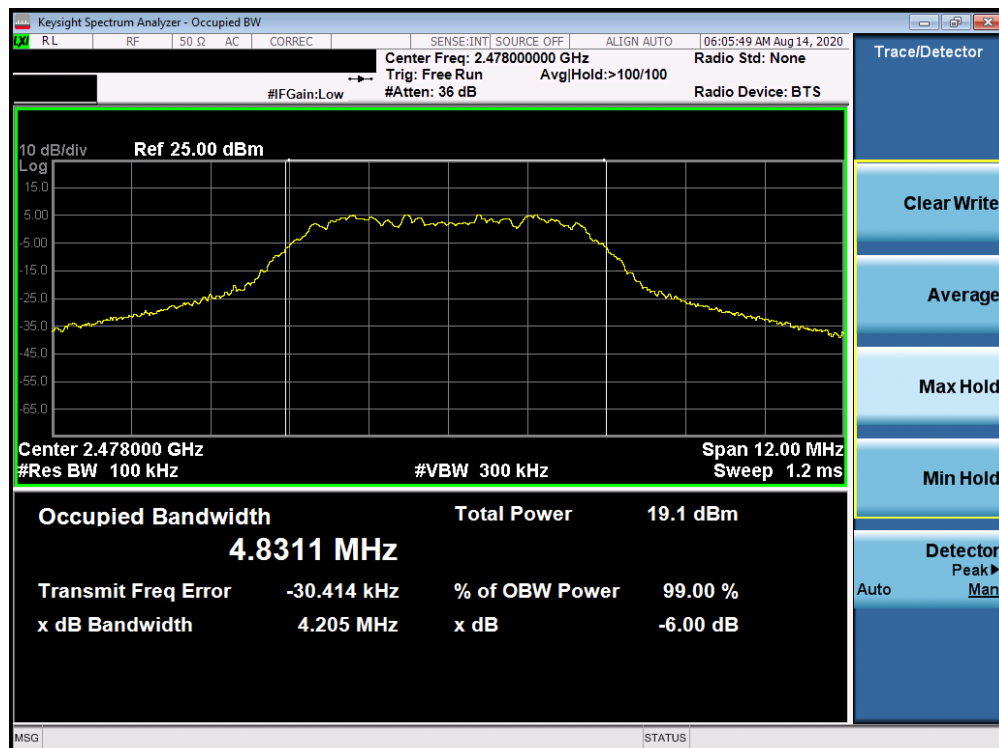 Keysight Spectrum Analyzer - Occupied BW
LXI RL RF 50 Ω AC CORREC SENSE:INT SOURCE OFF ALIGN AUTO 06:05:49 AM Aug 14, 2020
Center Freq: 2.478000000 GHz Radio Std: None
Trig: Free Run Avg|Hold:>100/100
#IFGain:Low #Atten: 36 dB Radio Device: BTS
10 dB/div Ref 25.00 dBm
Log
15.0
5.00
-5.00
-15.0
-25.0
-35.0
-45.0
-55.0
-65.0
Center 2.478000 GHz Span 12.00 MHz
#Res BW 100 kHz #VBW 300 kHz Sweep 1.2 ms
Occupied Bandwidth Total Power 19.1 dBm
4.8311 MHz
Transmit Freq Error -30.414 kHz % of OBW Power 99.00 %
x dB Bandwidth 4.205 MHz x dB -6.00 dB
MSG STATUS
Trace/Detector
Clear Write
Average
Max Hold
Min Hold
Detector
Peak▶
Auto Man